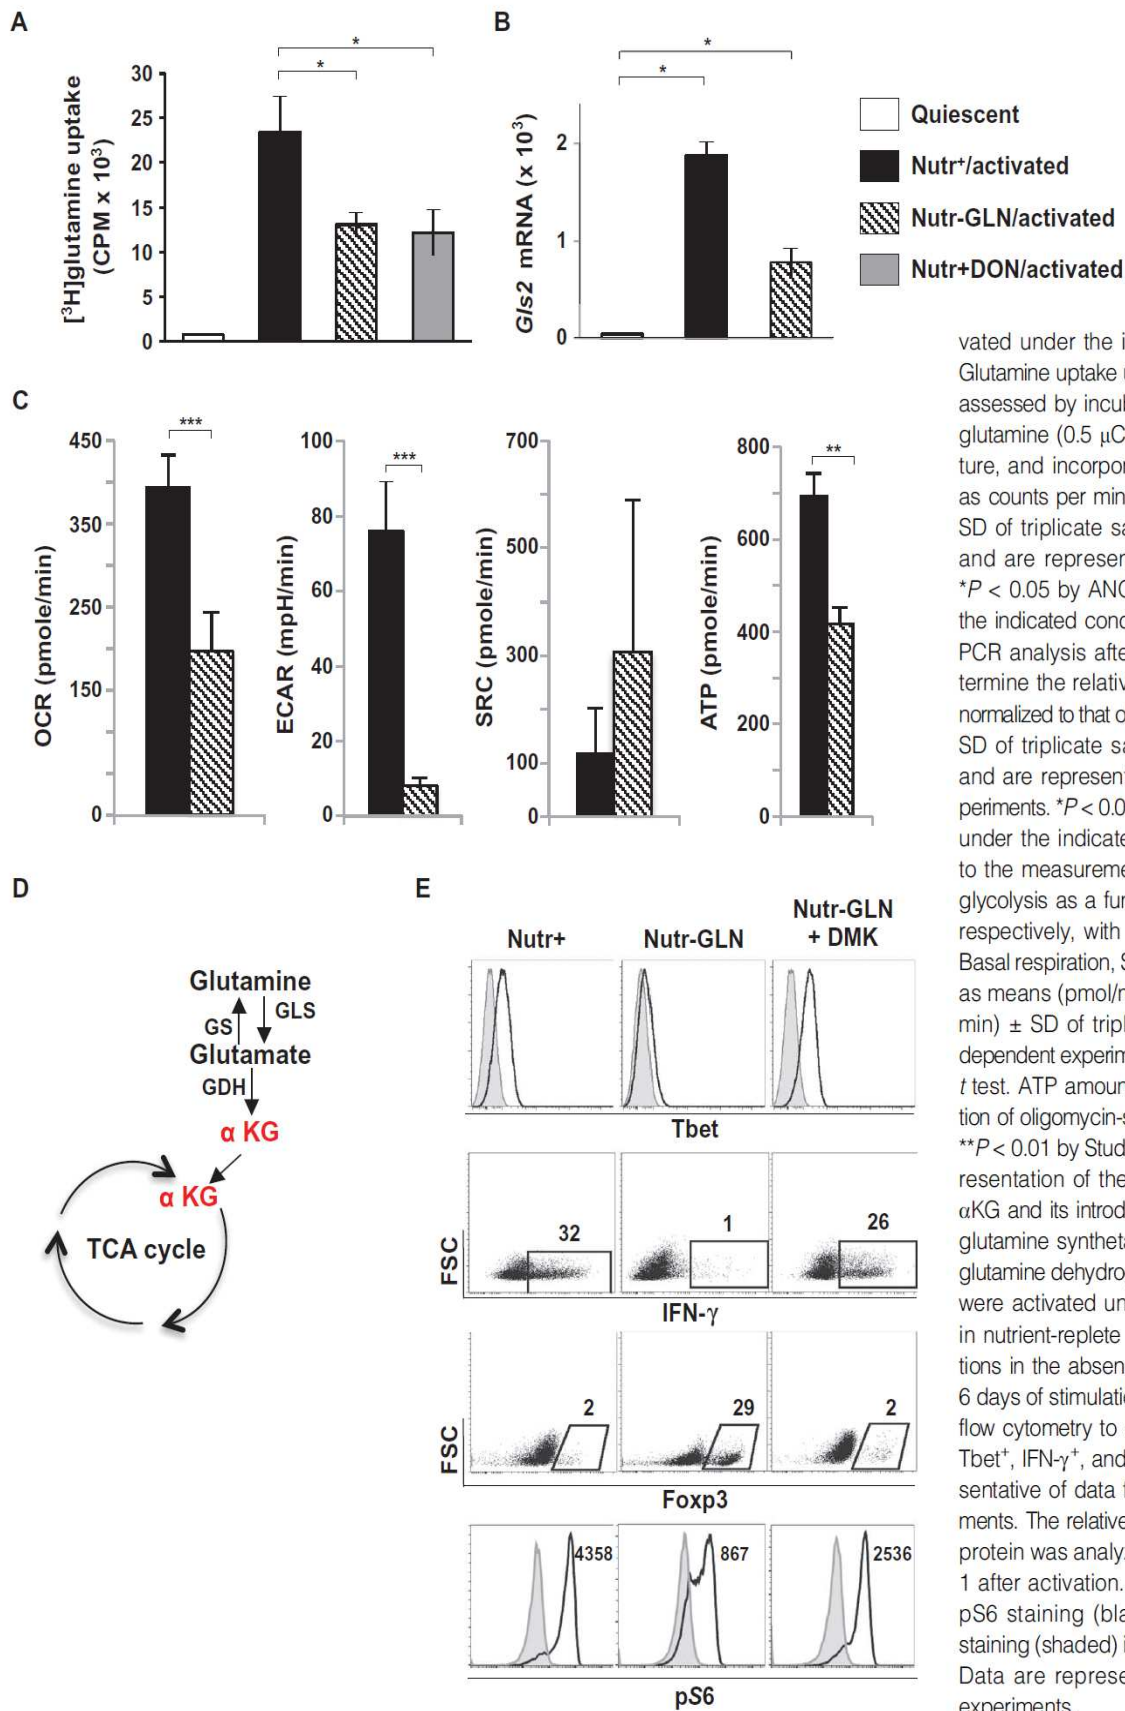 A
B
[³H]glutamine uptake
(CPM x 10³)
30
25
20
15
10
5
0
*
*
Gls2 mRNA (x 10³)
2
1
0
*
*
Quiescent
Nutr⁺/activated
Nutr-GLN/activated
Nutr+DON/activated
C
OCR (pmole/min)
450
350
250
150
0
***
ECAR (mpH/min)
100
80
60
40
20
0
***
SRC (pmole/min)
700
500
300
100
0
ATP (pmole/min)
800
600
400
200
0
**
D
Glutamine
GS
GLS
Glutamate
GDH
α KG
α KG
TCA cycle
E
Nutr+
Nutr-GLN
Nutr-GLN
+ DMK
Tbet
FSC
32
1
26
IFN-γ
FSC
2
29
2
Foxp3
4358
867
2536
pS6
vated under the i
Glutamine uptake u
assessed by incub
glutamine (0.5 μC
ture, and incorpor
as counts per min
SD of triplicate sa
and are represen
*P < 0.05 by ANO
the indicated cond
PCR analysis afte
termine the relativ
normalized to that o
SD of triplicate sa
and are represent
periments. *P < 0.0
under the indicate
to the measureme
glycolysis as a fur
respectively, with
Basal respiration, S
as means (pmol/m
min) ± SD of tripl
dependent experim
t test. ATP amoun
tion of oligomycin-s
**P < 0.01 by Stud
resentation of the
αKG and its introd
glutamine syntheta
glutamine dehydro
were activated un
in nutrient-replete
tions in the absen
6 days of stimulatio
flow cytometry to
Tbet⁺, IFN-γ⁺, and
sentative of data f
ments. The relative
protein was analyz
1 after activation.
pS6 staining (bla
staining (shaded) i
Data are represe
experiments.